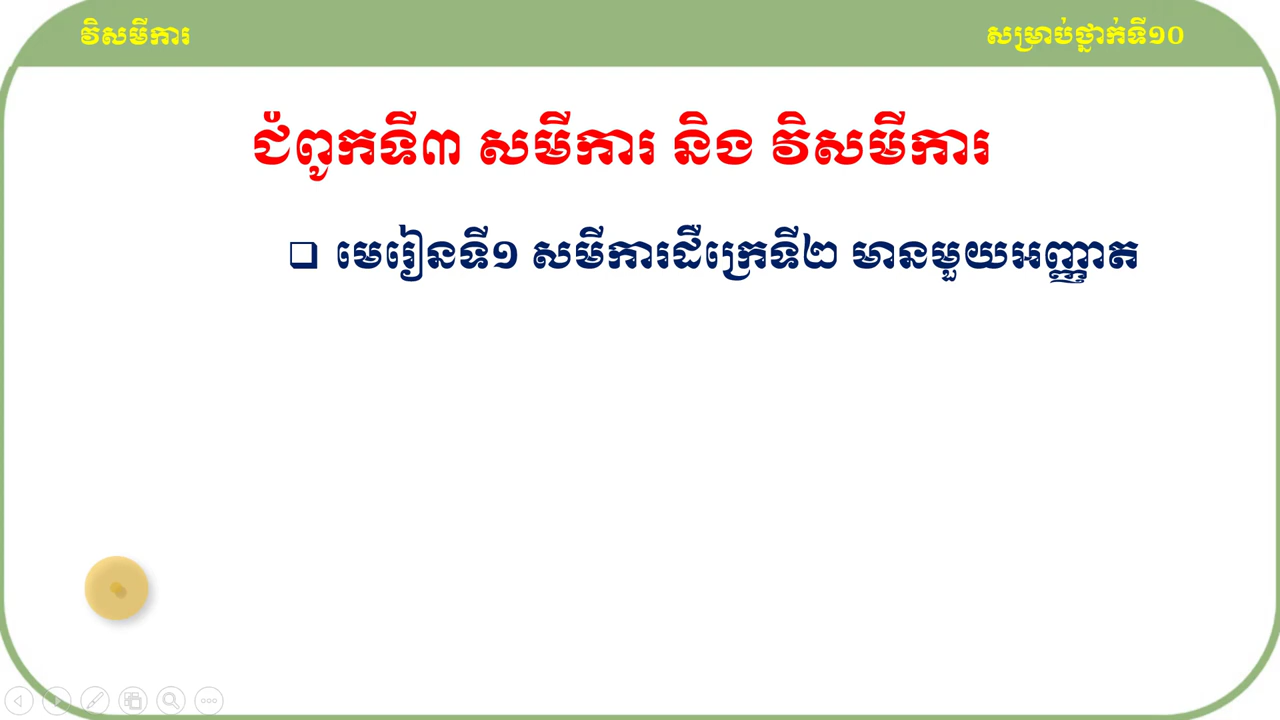 វិសមីការ
សម្រាប់ថ្នាក់ទី១០
ជំពូកទី៣ សមីការ និង វិសមីការ
មេរៀនទី១ សមីការដឺក្រេទី២ មានមួយអញ្ញាត